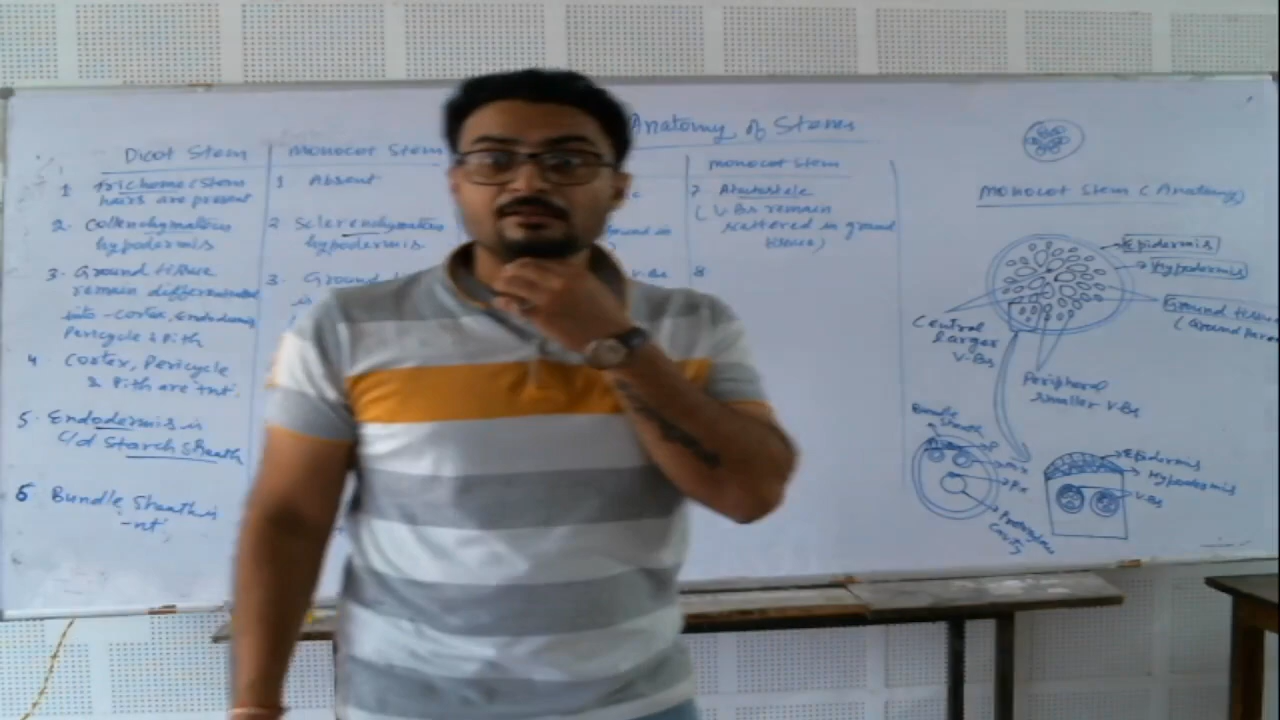 Anatomy of Stems
Dicot Stem
1. Trichome/Stem
hairs are present
2. Collenchymatous
hypodermis
3. Ground tissue
remain differentiated
into - cortex, Endodermis
Pericycle & Pith
4. Cortex, Pericycle
& Pith are +nt.
5. Endodermis is
c/d Starch Sheath
6 Bundle Sheath is
-nt.
Monocot Stem
1 Absent
2 Sclerenchymatous
hypodermis
3. Ground
is
Monocot Stem
7
(V.Bs remain
scattered in ground
tissue)
8
Monocot Stem (Anatomy)
Epidermis
Hypodermis
Ground tissue
(Ground
Central
larger
V.Bs
Peripheral
smaller V.Bs
Bundle
Sheath
Px
Cavity
Epidermis
Hypodermis
V.Bs